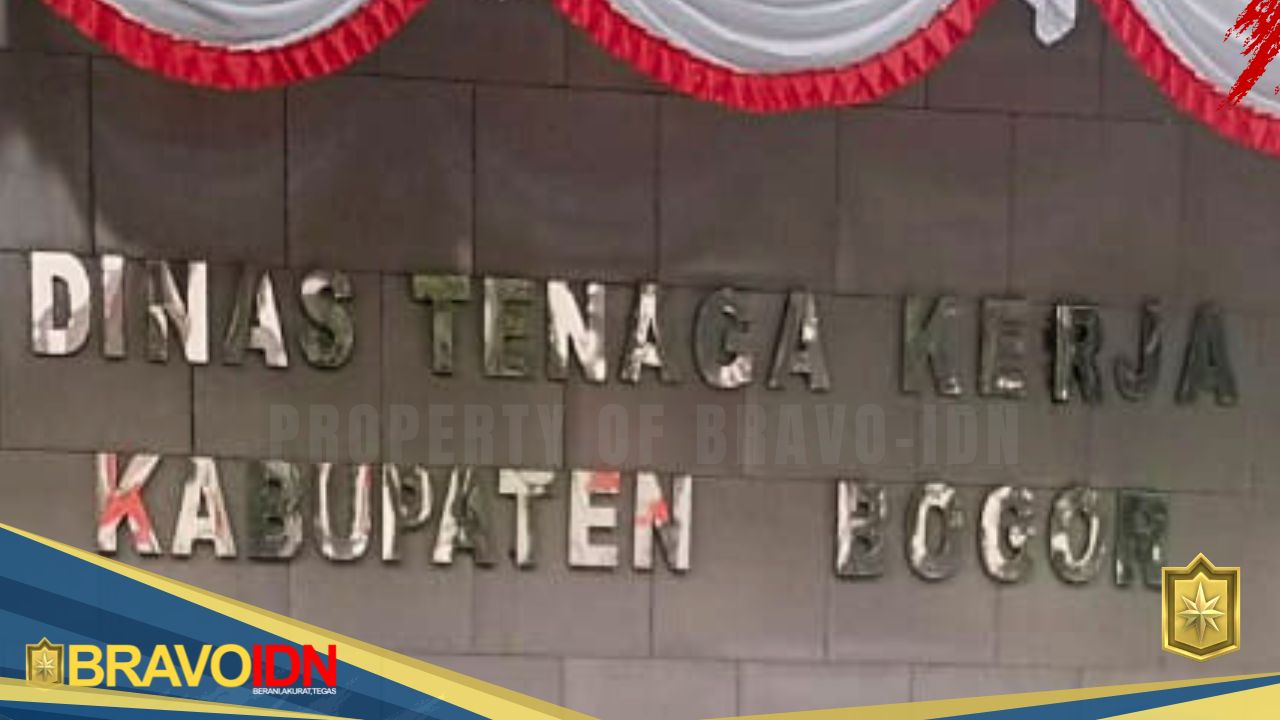 DINAS TENAGA KERJA
PROPERTY OF BRAVO-IDN
KABUPATEN BOGOR
BRAVOIDN
BERANI,AKURAT,TEGAS